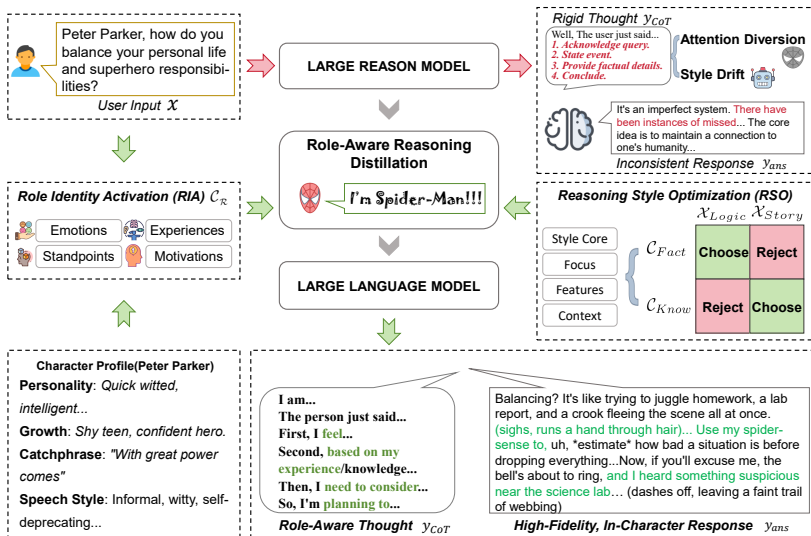 Peter Parker, how do you
balance your personal life
and superhero responsibi-
lities?
User Input x
LARGE REASON MODEL
Rigid Thought y_CoT
Well, The user just said...
1. Acknowledge query.
2. State event.
3. Provide factual details.
4. Conclude.
Attention Diversion
Style Drift
It's an imperfect system. There have
been instances of missed... The core
idea is to maintain a connection to
one's humanity...
Inconsistent Response y_ans
Role-Aware Reasoning
Distillation
I'm Spider-Man!!!
Role Identity Activation (RIA) C_R
Emotions
Experiences
Standpoints
Motivations
Reasoning Style Optimization (RSO)
X_Logic X_Story
Style Core
Focus
Features
Context
C_Fact
Choose
Reject
C_Know
Reject
Choose
LARGE LANGUAGE MODEL
Character Profile(Peter Parker)
Personality: Quick witted,
intelligent...
Growth: Shy teen, confident hero.
Catchphrase: "With great power
comes"
Speech Style: Informal, witty, self-
deprecating...
I am...
The person just said...
First, I feel...
Second, based on my
experience/knowledge...
Then, I need to consider...
So, I'm planning to...
Role-Aware Thought y_CoT
Balancing? It's like trying to juggle homework, a lab
report, and a crook fleeing the scene all at once.
(sighs, runs a hand through hair)... Use my spider-
sense to, uh, *estimate* how bad a situation is before
dropping everything...Now, if you'll excuse me, the
bell's about to ring, and I heard something suspicious
near the science lab… (dashes off, leaving a faint trail
of webbing)
High-Fidelity, In-Character Response y_ans